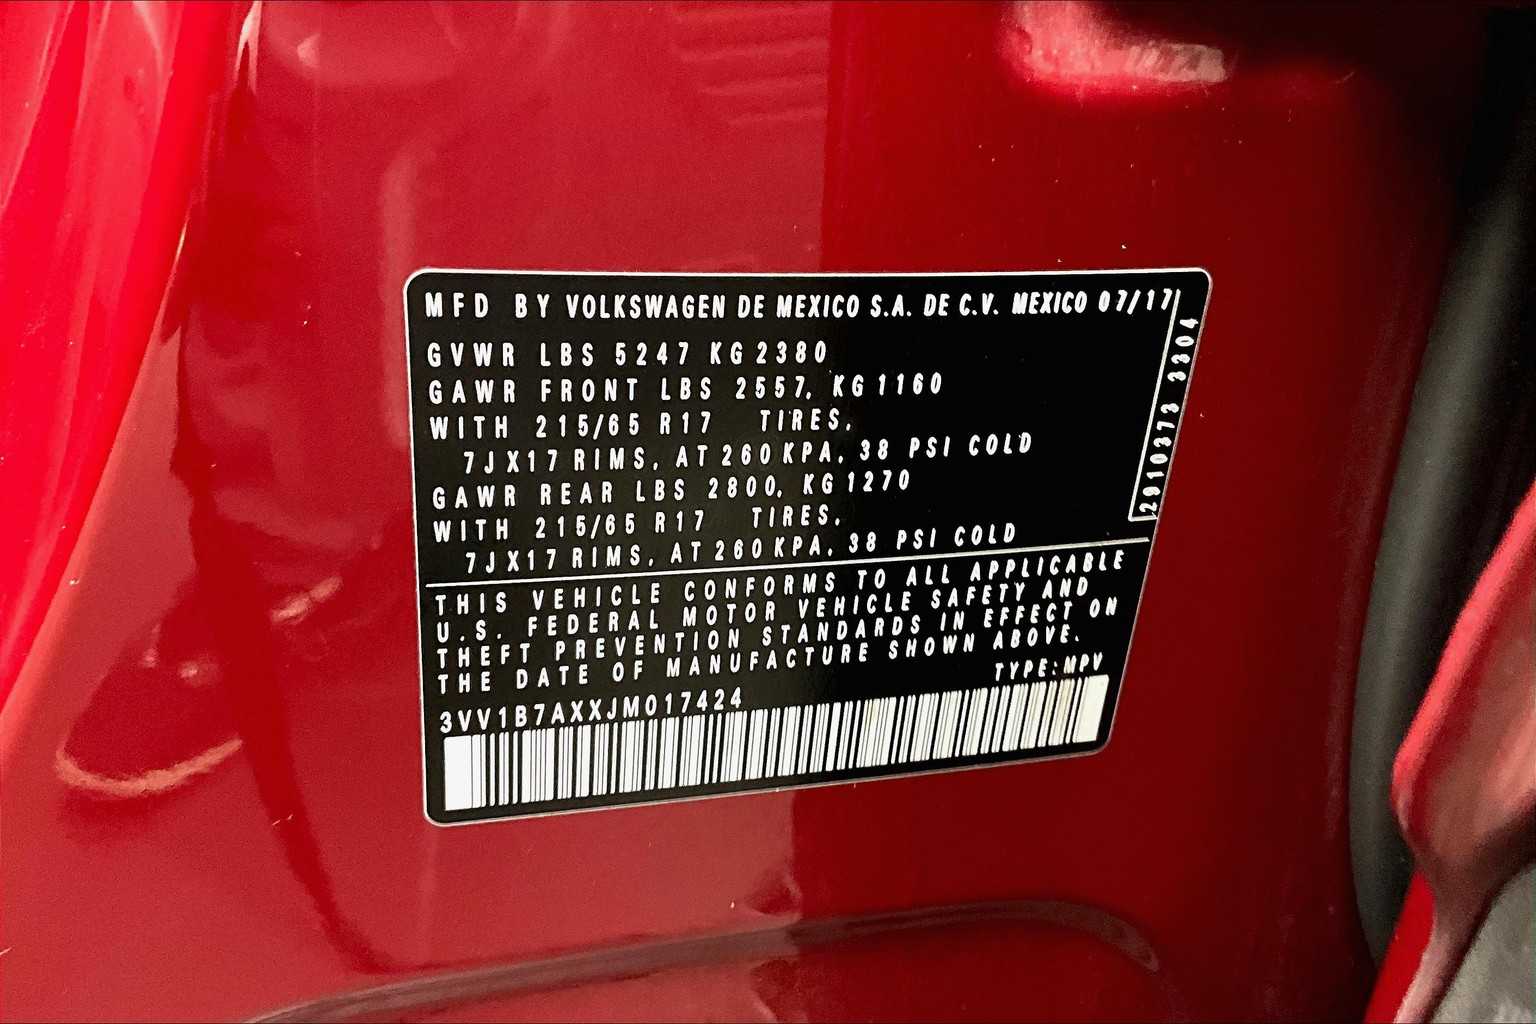 MFD BY VOLKSWAGEN DE MEXICO S.A. DE C.V. MEXICO 07/17
GVWR LBS 5247 KG 2380
GAWR FRONT LBS 2557, KG 1160
WITH 215/65 R17 TIRES,
7J X17 RIMS, AT 260 KPA, 38 PSI COLD
GAWR REAR LBS 2800, KG 1270
WITH 215/65 R17 TIRES,
7J X17 RIMS, AT 260 KPA, 38 PSI COLD
2910373 3304
THIS VEHICLE CONFORMS TO ALL APPLICABLE
U.S. FEDERAL MOTOR VEHICLE SAFETY AND
THEFT PREVENTION STANDARDS IN EFFECT ON
THE DATE OF MANUFACTURE SHOWN ABOVE.
TYPE: MPV
3VV1B7AXXJM017424